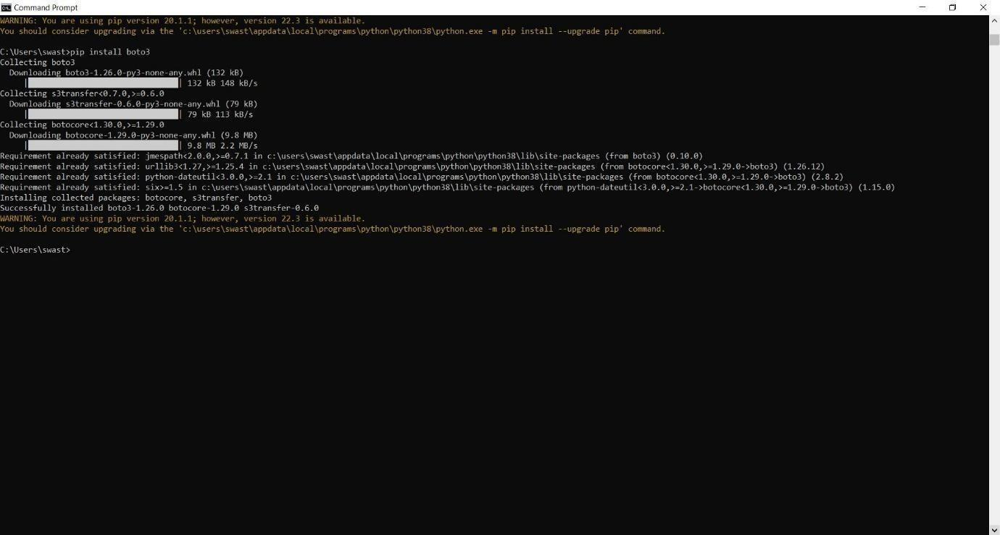 Command Prompt
WARNING: You are using pip version 20.1.1; however, version 22.3 is available.
You should consider upgrading via the 'c:\users\swast\appdata\local\programs\python\python38\python.exe -m pip install --upgrade pip' command.
C:\Users\swast>pip install boto3
Collecting boto3
Downloading boto3-1.26.0-py3-none-any.whl (132 kB)
| | 132 kB 148 kB/s
Collecting s3transfer<0.7.0,>=0.6.0
Downloading s3transfer-0.6.0-py3-none-any.whl (79 kB)
| | 79 kB 113 kB/s
Collecting botocore<1.30.0,>=1.29.0
Downloading botocore-1.29.0-py3-none-any.whl (9.8 MB)
| | 9.8 MB 2.2 MB/s
Requirement already satisfied: jmespath<2.0.0,>=0.7.1 in c:\users\swast\appdata\local\programs\python\python38\lib\site-packages (from boto3) (0.10.0)
Requirement already satisfied: urllib3<1.27,>=1.25.4 in c:\users\swast\appdata\local\programs\python\python38\lib\site-packages (from botocore<1.30.0,>=1.29.0->boto3) (1.26.12)
Requirement already satisfied: python-dateutil<3.0.0,>=2.1 in c:\users\swast\appdata\local\programs\python\python38\lib\site-packages (from botocore<1.30.0,>=1.29.0->boto3) (2.8.2)
Requirement already satisfied: six>=1.5 in c:\users\swast\appdata\local\programs\python\python38\lib\site-packages (from python-dateutil<3.0.0,>=2.1->botocore<1.30.0,>=1.29.0->boto3) (1.15.0)
Installing collected packages: botocore, s3transfer, boto3
Successfully installed boto3-1.26.0 botocore-1.29.0 s3transfer-0.6.0
WARNING: You are using pip version 20.1.1; however, version 22.3 is available.
You should consider upgrading via the 'c:\users\swast\appdata\local\programs\python\python38\python.exe -m pip install --upgrade pip' command.
C:\Users\swast>